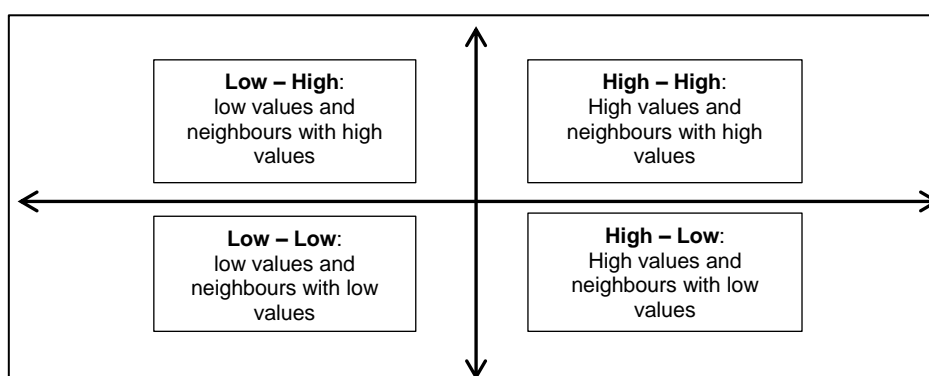 Low – High:
low values and
neighbours with high
values
High – High:
High values and
neighbours with high
values
Low – Low:
low values and
neighbours with low
values
High – Low:
High values and
neighbours with low
values